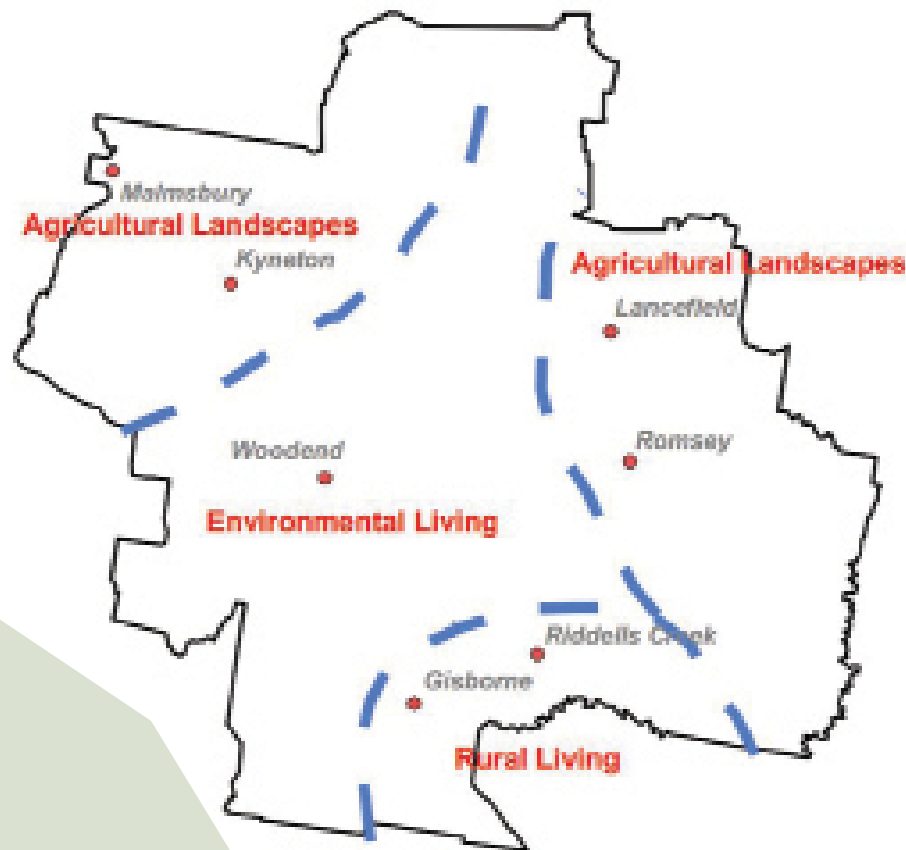 Malmsbury
Agricultural Landscapes
Kyneton
Agricultural Landscapes
Lancefield
Woodend
Romsey
Environmental Living
Riddells Creek
Gisborne
Rural Living